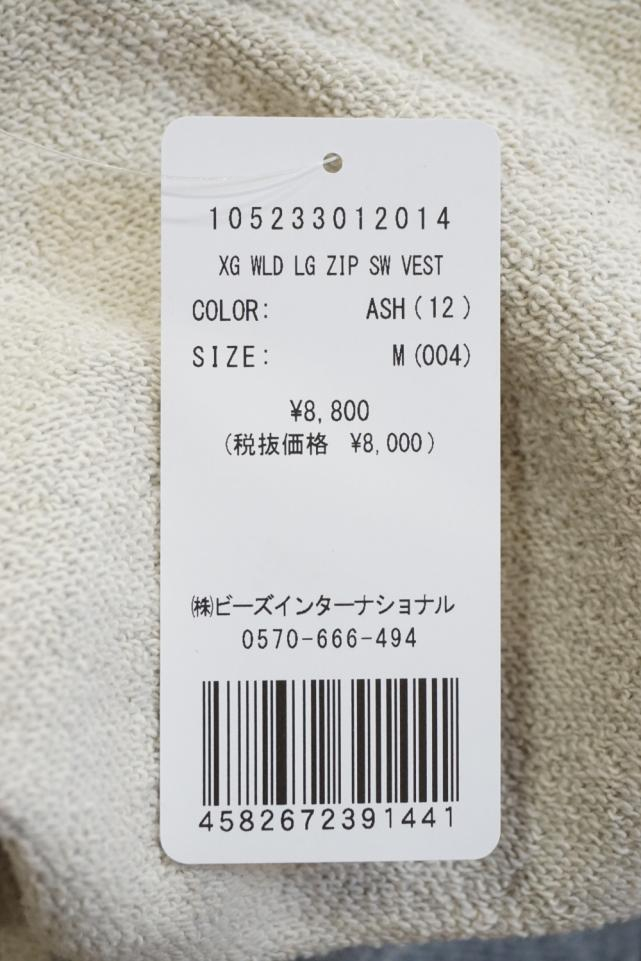 105233012014
XG WLD LG ZIP SW VEST
COLOR: ASH(12)
SIZE: M(004)
¥8,800
(税抜価格 ¥8,000)
㈱ビーズインターナショナル
0570-666-494
4582672391441